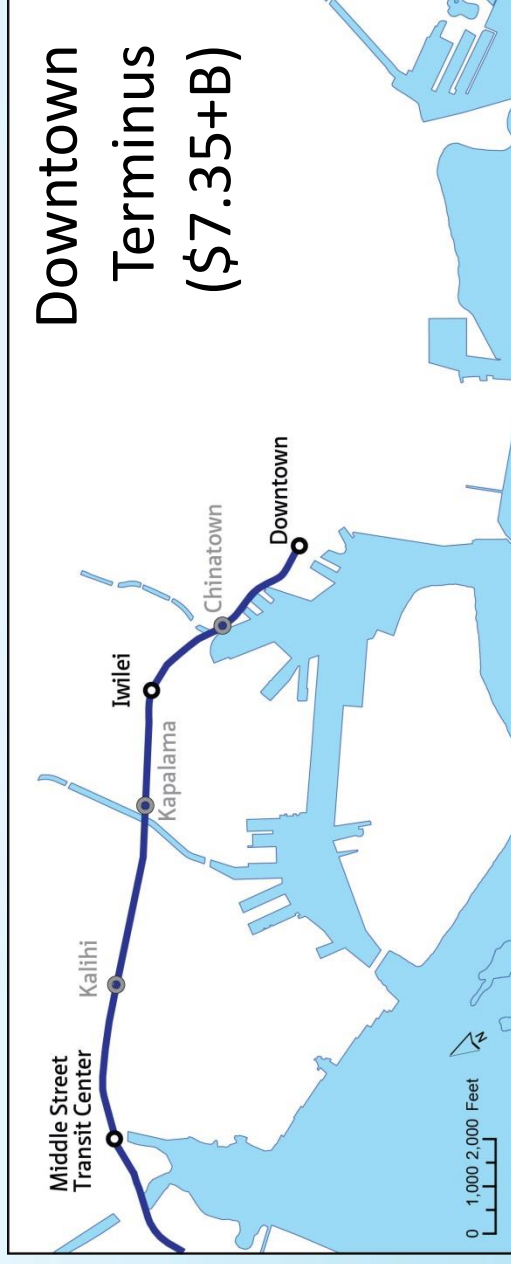 Downtown
Terminus
($7.35+B)
Middle Street
Transit Center
Kalihi
Kapalama
Iwilei
Chinatown
Downtown
0 1,000 2,000 Feet
N